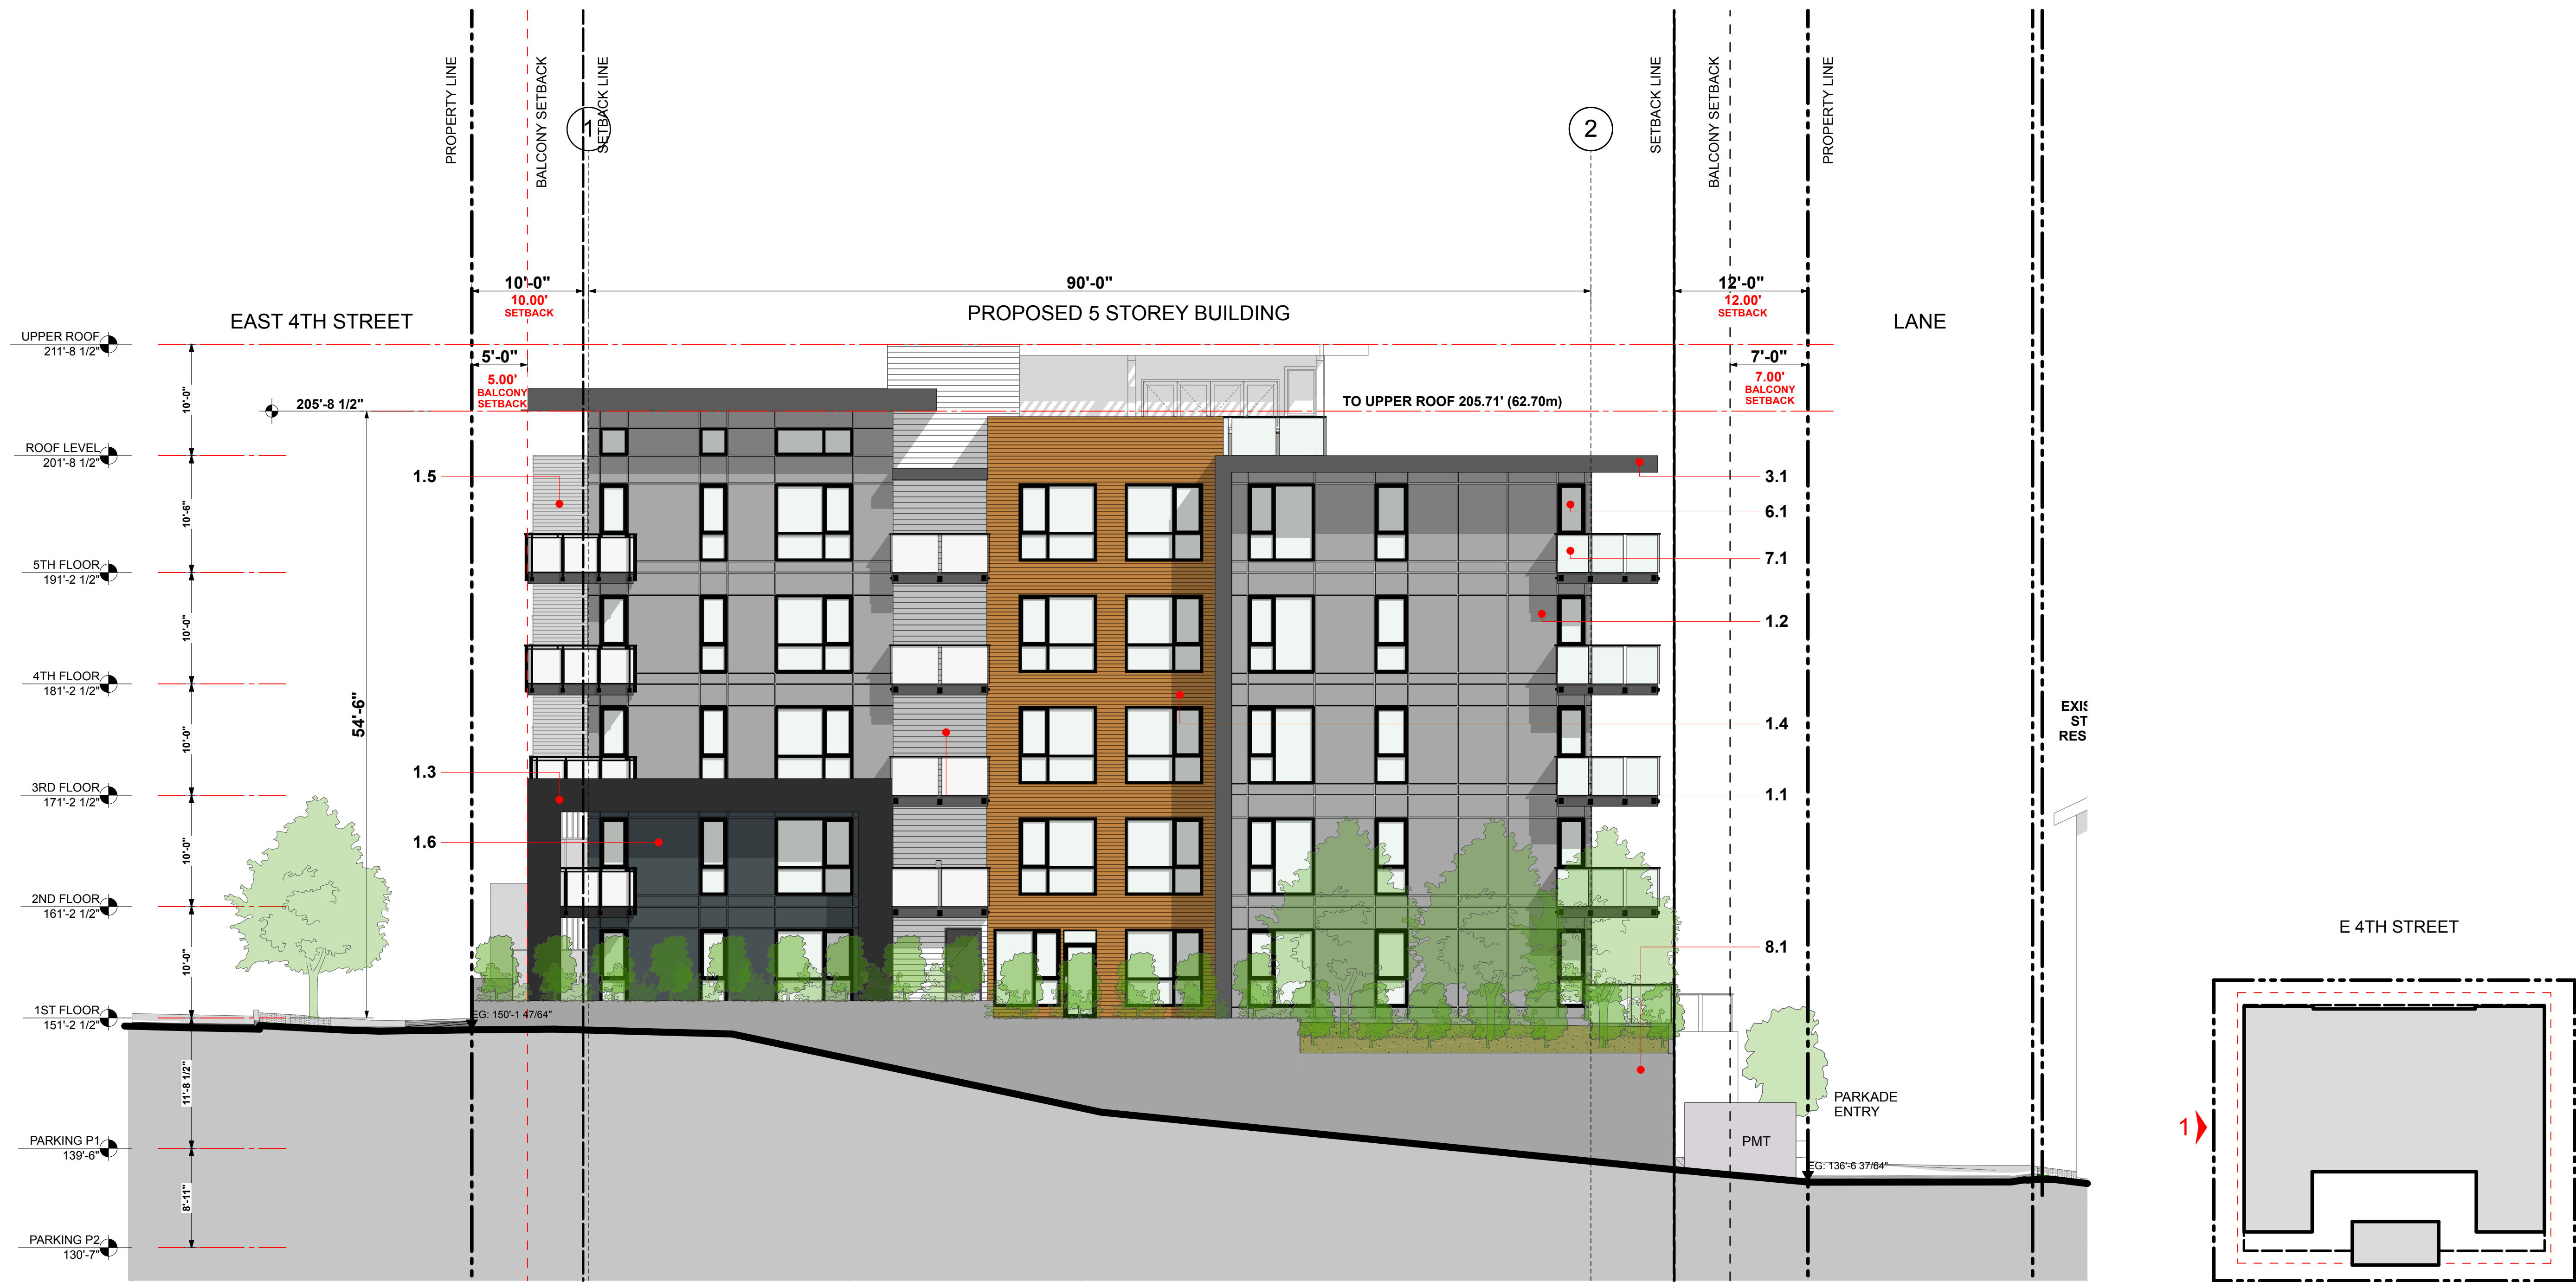 PROPERTY LINE
BALCONY SETBACK
SETBACK LINE
1
2
SETBACK LINE
BALCONY SETBACK
PROPERTY LINE
10'-0"
10.00'
SETBACK
90'-0"
12'-0"
12.00'
SETBACK
EAST 4TH STREET
PROPOSED 5 STOREY BUILDING
LANE
UPPER ROOF
211'-8 1/2"
5'-0"
5.00'
BALCONY
SETBACK
7'-0"
7.00'
BALCONY
SETBACK
10'-0"
205'-8 1/2"
TO UPPER ROOF 205.71' (62.70m)
ROOF LEVEL
201'-8 1/2"
1.5
3.1
10'-6"
6.1
7.1
5TH FLOOR
191'-2 1/2"
10'-0"
1.2
4TH FLOOR
181'-2 1/2"
54'-6"
10'-0"
1.4
EXIS
ST
RES
1.3
3RD FLOOR
171'-2 1/2"
1.1
10'-0"
1.6
2ND FLOOR
161'-2 1/2"
10'-0"
8.1
E 4TH STREET
1ST FLOOR
151'-2 1/2"
EG: 150'-1 47/64"
11'-8 1/2"
PARKADE
ENTRY
PARKING P1
139'-6"
PMT
1
EG: 136'-6 37/64"
8'-11"
PARKING P2
130'-7"